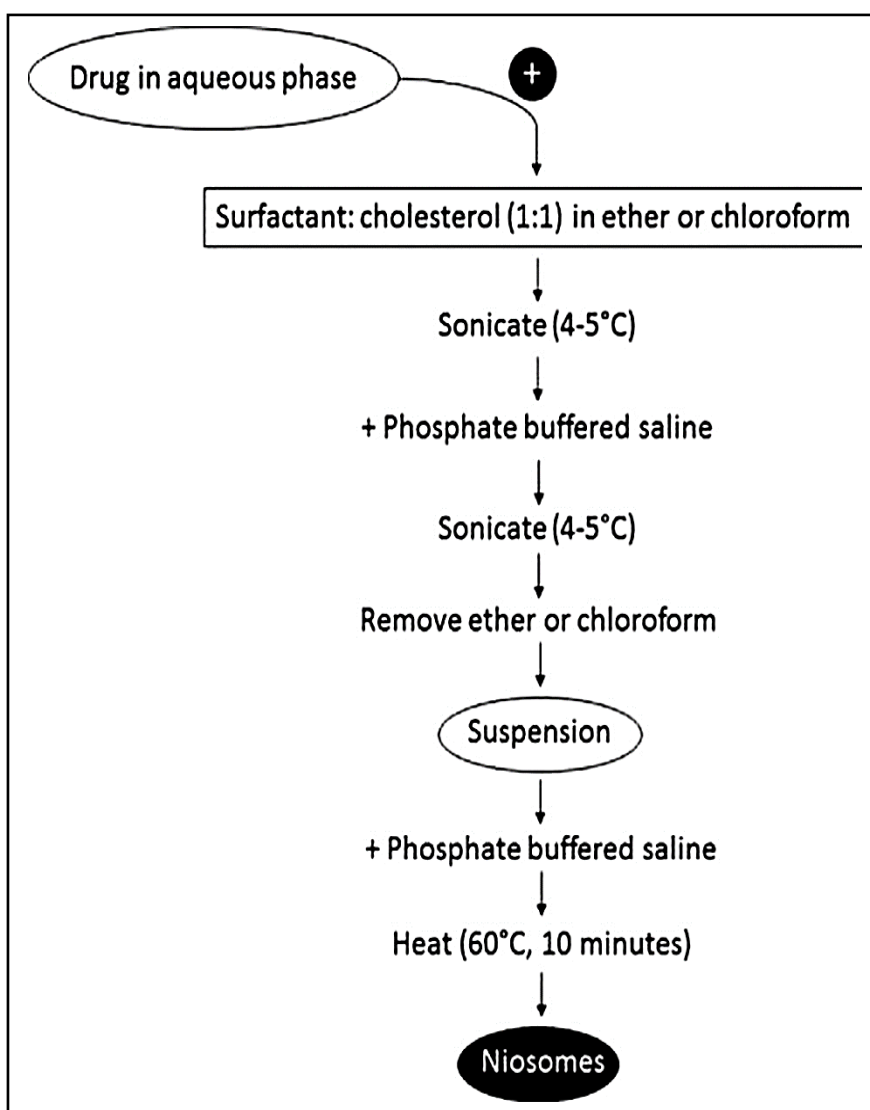 Drug in aqueous phase
+
Surfactant: cholesterol (1:1) in ether or chloroform
Sonicate (4-5°C)
+ Phosphate buffered saline
Sonicate (4-5°C)
Remove ether or chloroform
Suspension
+ Phosphate buffered saline
Heat (60°C, 10 minutes)
Niosomes